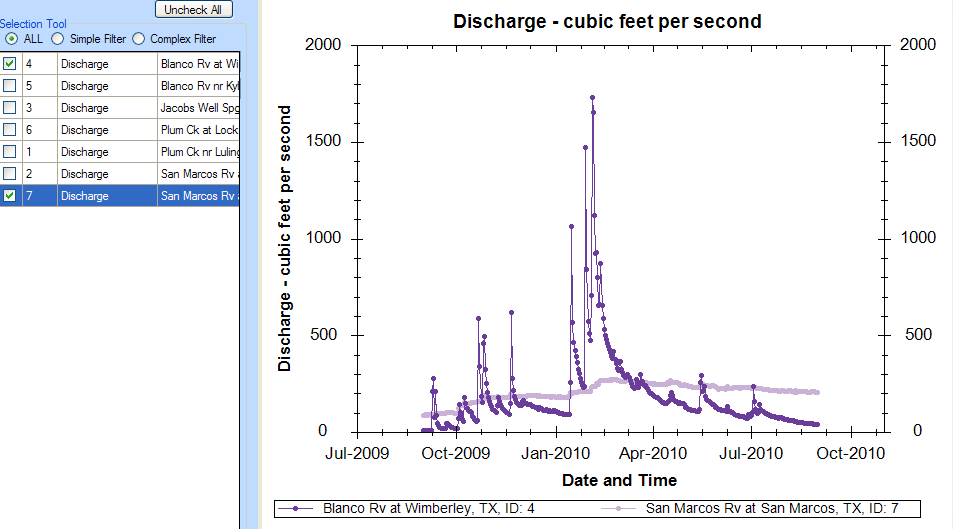 Uncheck All
Selection Tool
ALL Simple Filter Complex Filter
4 Discharge Blanco Rv at Wi
5 Discharge Blanco Rv nr Kyl
3 Discharge Jacobs Well Spg
6 Discharge Plum Ck at Lock
1 Discharge Plum Ck nr Luling
2 Discharge San Marcos Rv
7 Discharge San Marcos Rv
Discharge - cubic feet per second
2000 2000
1500 1500
1000 1000
500 500
0 0
Discharge - cubic feet per second
Jul-2009 Oct-2009 Jan-2010 Apr-2010 Jul-2010 Oct-2010
Date and Time
Blanco Rv at Wimberley, TX, ID: 4 San Marcos Rv at San Marcos, TX, ID: 7